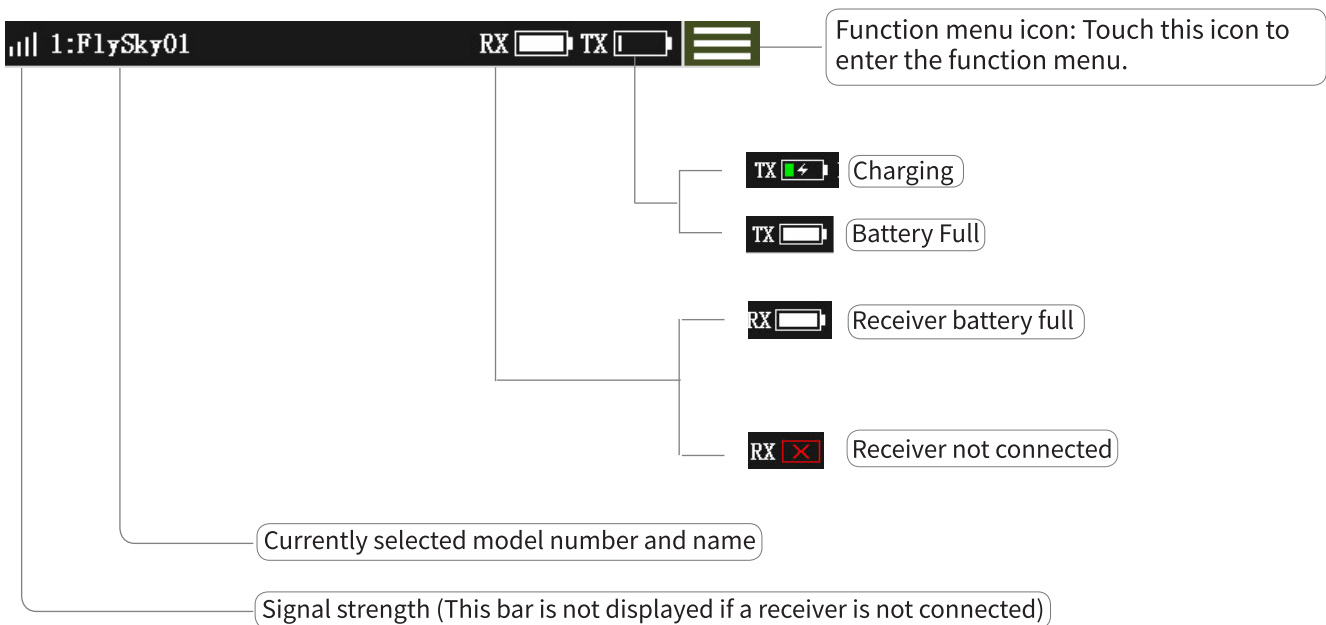 1:FlySky01 RX TX
Function menu icon: Touch this icon to
enter the function menu.
TX Charging
TX Battery Full
RX Receiver battery full
RX Receiver not connected
Currently selected model number and name
Signal strength (This bar is not displayed if a receiver is not connected)